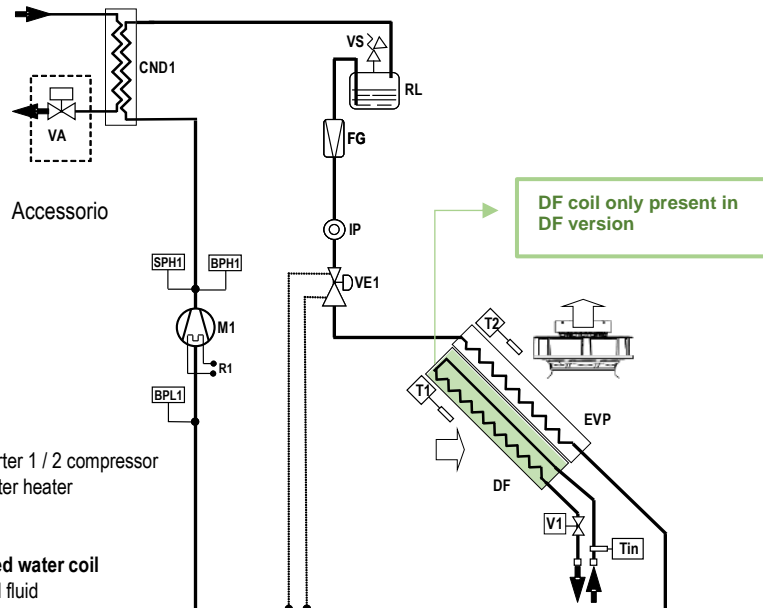 VS
CND1
RL
VA
FG
Accessorio
DF coil only present in
DF version
IP
SPH1
BPH1
VE1
M1
T2
R1
T1
BPL1
EVP
rter 1 / 2 compressor
ter heater
DF
V1
Tin
ed water coil
d fluid